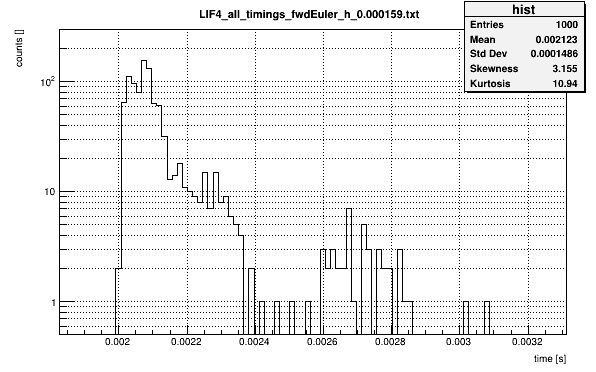 LIF4_all_timings_fwdEuler_h_0.000159.txt
hist
Entries 1000
Mean 0.002123
Std Dev 0.0001486
Skewness 3.155
Kurtosis 10.94
counts []
10²
10
1
0.002 0.0022 0.0024 0.0026 0.0028 0.003 0.0032
time [s]